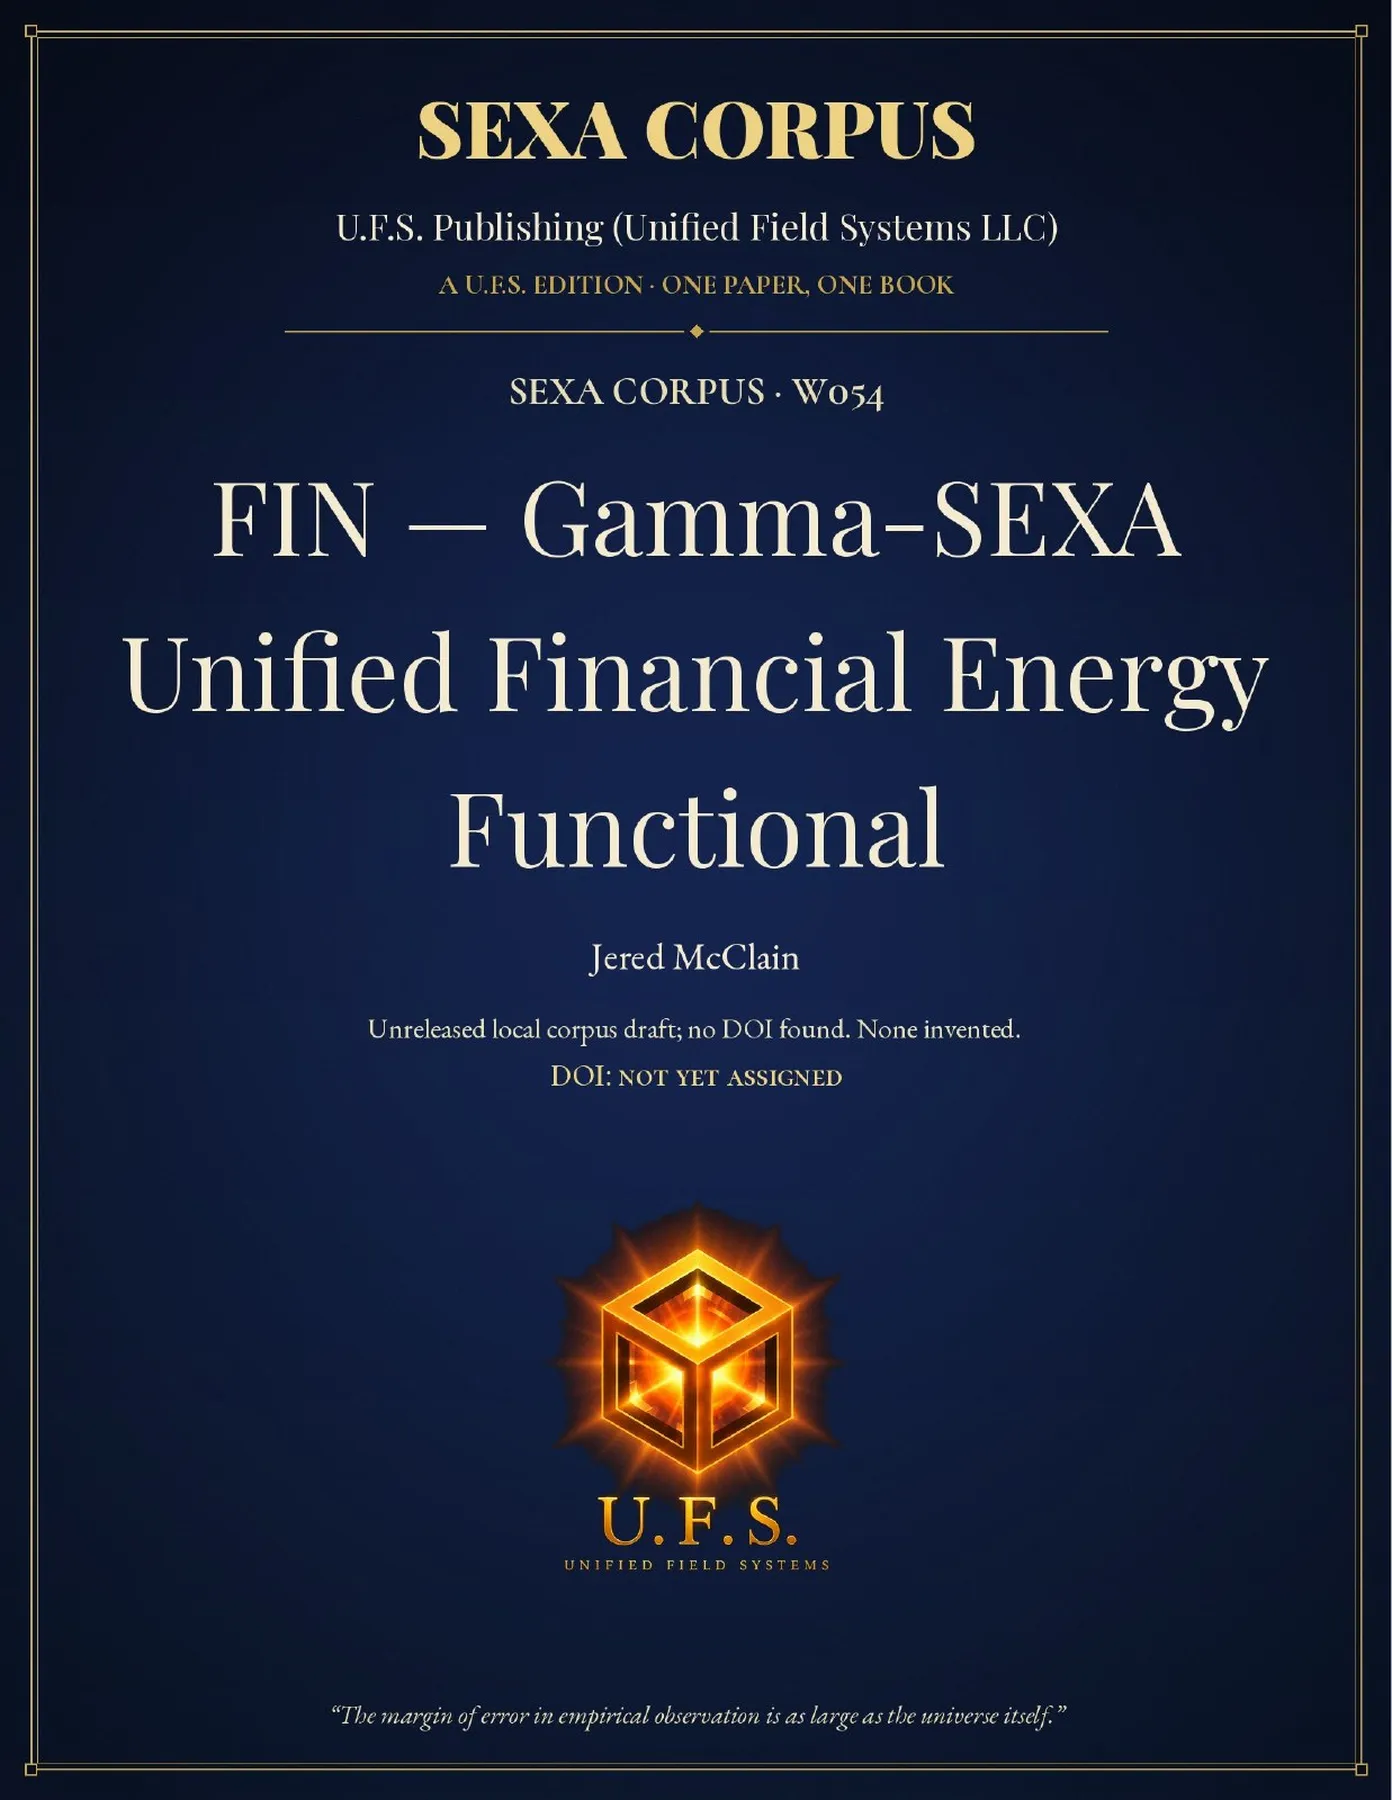 SEXA CORPUS
U.F.S. Publishing (Unified Field Systems LLC)
A U.F.S. EDITION · ONE PAPER, ONE BOOK
SEXA CORPUS · W054
FIN — Gamma-SEXA
Unified Financial Energy
Functional
Jered McClain
Unreleased local corpus draft; no DOI found. None invented.
DOI: NOT YET ASSIGNED
U.F.S.
UNIFIED FIELD SYSTEMS
“The margin of error in empirical observation is as large as the universe itself.”